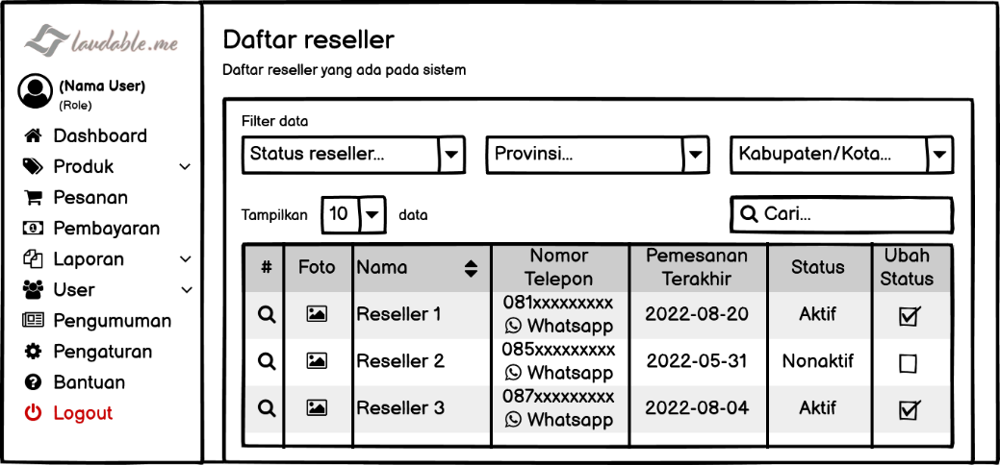 laudable.me
(Nama User)
(Role)
Dashboard
Produk
Pesanan
Pembayaran
Laporan
User
Pengumuman
Pengaturan
Bantuan
Logout
Daftar reseller
Daftar reseller yang ada pada sistem
Filter data
Status reseller... Provinsi... Kabupaten/Kota...
Tampilkan 10 data Cari...
# Foto Nama Nomor Telepon Pemesanan Terakhir Status Ubah Status
Reseller 1 081xxxxxxxxx Whatsapp 2022-08-20 Aktif
Reseller 2 085xxxxxxxxx Whatsapp 2022-05-31 Nonaktif
Reseller 3 087xxxxxxxxx Whatsapp 2022-08-04 Aktif